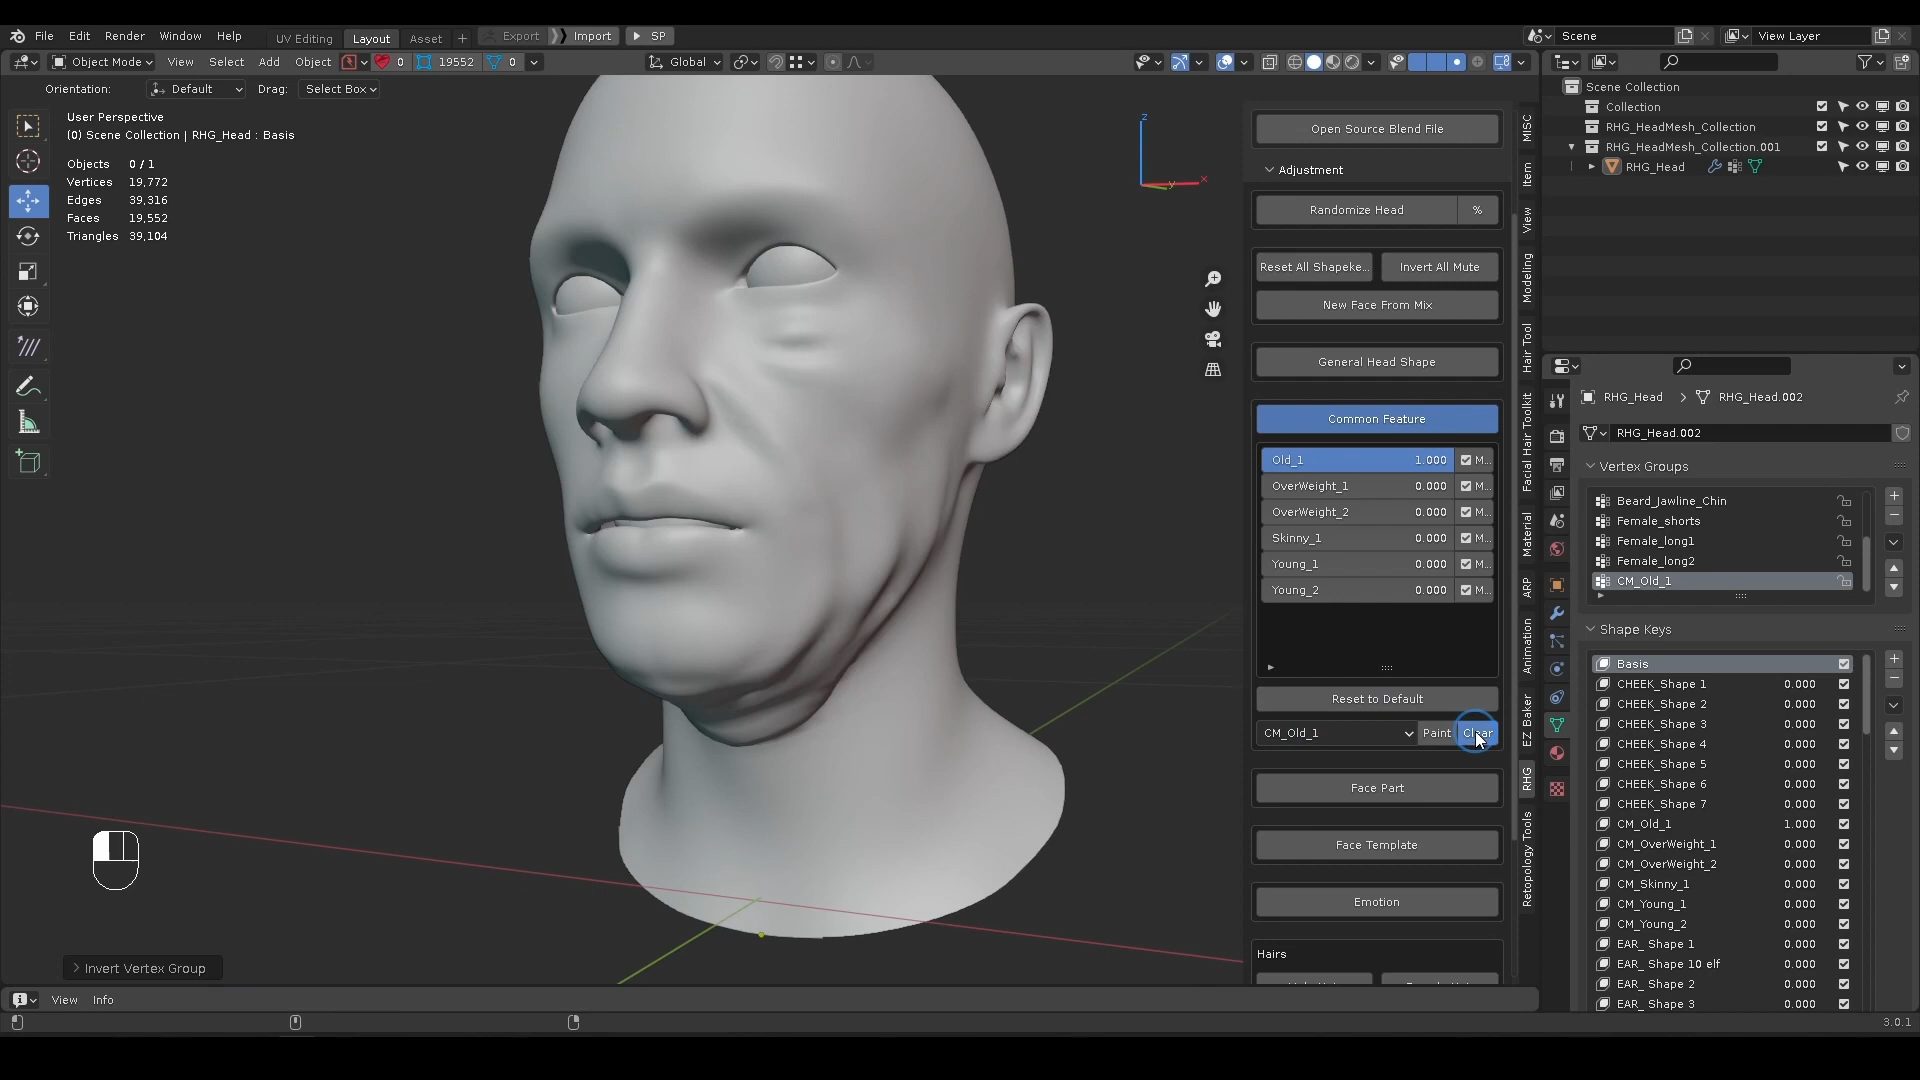 File Edit Render Window Help UV Editing Layout Asset + Export Import SP Scene View Layer
Object Mode View Select Add Object 0 19552 0 Global
Orientation: Default Drag: Select Box
User Perspective
(0) Scene Collection | RHG_Head : Basis
Objects 0 / 1
Vertices 19,772
Edges 39,316
Faces 19,552
Triangles 39,104
z
x
y
Invert Vertex Group
View Info
Open Source Blend File
Adjustment
Randomize Head %
Reset All Shapeke... Invert All Mute
New Face From Mix
General Head Shape
Common Feature
Old_1 1.000 M...
OverWeight_1 0.000 M...
OverWeight_2 0.000 M...
Skinny_1 0.000 M...
Young_1 0.000 M...
Young_2 0.000 M...
Reset to Default
CM_Old_1 Paint Clear
Face Part
Face Template
Emotion
Hairs
MISC
Item
View
Modeling
Hair Tool
Facial Hair Toolkit
Material
ARP
Animation
EZ Baker
RHG
Retopology Tools
Scene Collection
Collection
RHG_HeadMesh_Collection
RHG_HeadMesh_Collection.001
RHG_Head
RHG_Head RHG_Head.002
RHG_Head.002
Vertex Groups
Beard_Jawline_Chin
Female_shorts
Female_long1
Female_long2
CM_Old_1
Shape Keys
Basis
CHEEK_Shape 1 0.000
CHEEK_Shape 2 0.000
CHEEK_Shape 3 0.000
CHEEK_Shape 4 0.000
CHEEK_Shape 5 0.000
CHEEK_Shape 6 0.000
CHEEK_Shape 7 0.000
CM_Old_1 1.000
CM_OverWeight_1 0.000
CM_OverWeight_2 0.000
CM_Skinny_1 0.000
CM_Young_1 0.000
CM_Young_2 0.000
EAR_ Shape 1 0.000
EAR_ Shape 10 elf 0.000
EAR_ Shape 2 0.000
EAR_ Shape 3 0.000
3.0.1